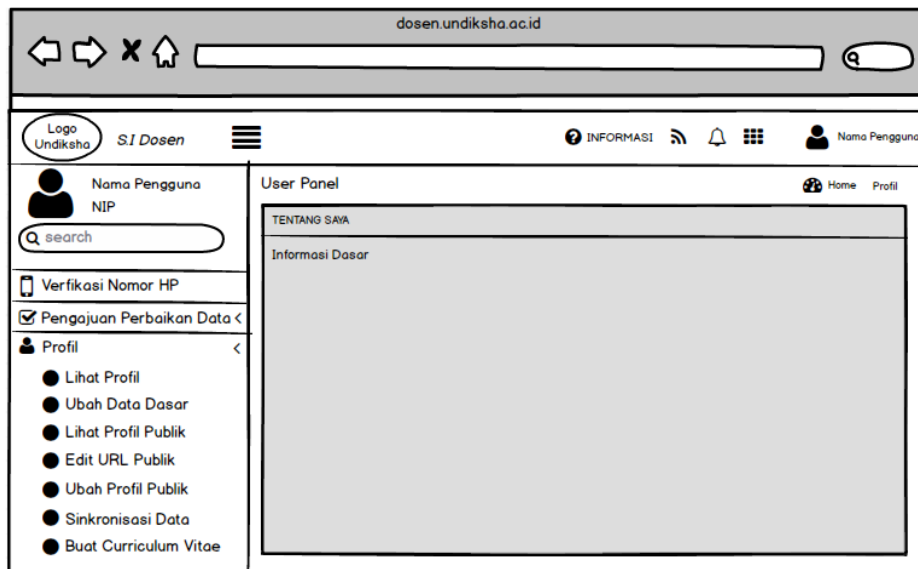 dosen.undiksha.ac.id
Logo
Undiksha
S.I Dosen
INFORMASI
Nama Pengguna
Nama Pengguna
NIP
search
Verfikasi Nomor HP
Pengajuan Perbaikan Data
Profil
Lihat Profil
Ubah Data Dasar
Lihat Profil Publik
Edit URL Publik
Ubah Profil Publik
Sinkronisasi Data
Buat Curriculum Vitae
User Panel
Home Profil
TENTANG SAYA
Informasi Dasar